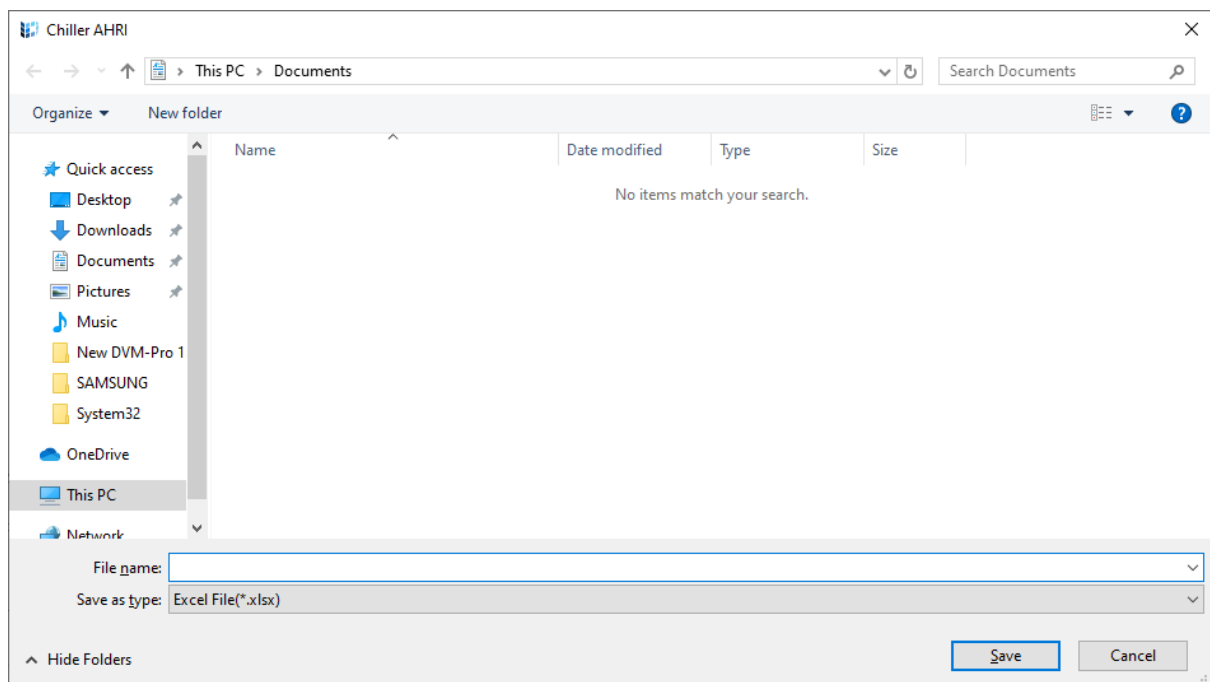 Chiller AHRI
This PC > Documents
Search Documents
Organize
New folder
Name
Date modified
Type
Size
No items match your search.
Quick access
Desktop
Downloads
Documents
Pictures
Music
New DVM-Pro 1
SAMSUNG
System32
OneDrive
This PC
Network
File name:
Save as type: Excel File(*.xlsx)
Hide Folders
Save
Cancel